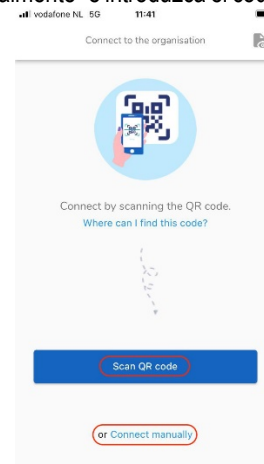 vodafone NL 5G 11:41
Connect to the organisation
Connect by scanning the QR code.
Where can I find this code?
Scan QR code
or Connect manually